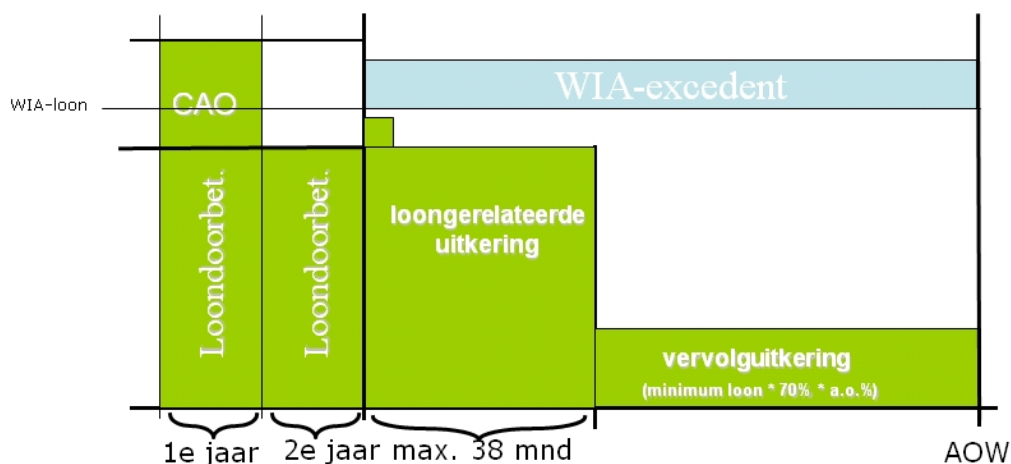 WIA-excedent
WIA-loon
CAO
Loondoorbet.
Loondoorbet.
loongerelateerde
uitkering
vervolguitkering
(minimum loon * 70% * a.o.%)
1e jaar
2e jaar
max. 38 mnd
AOW